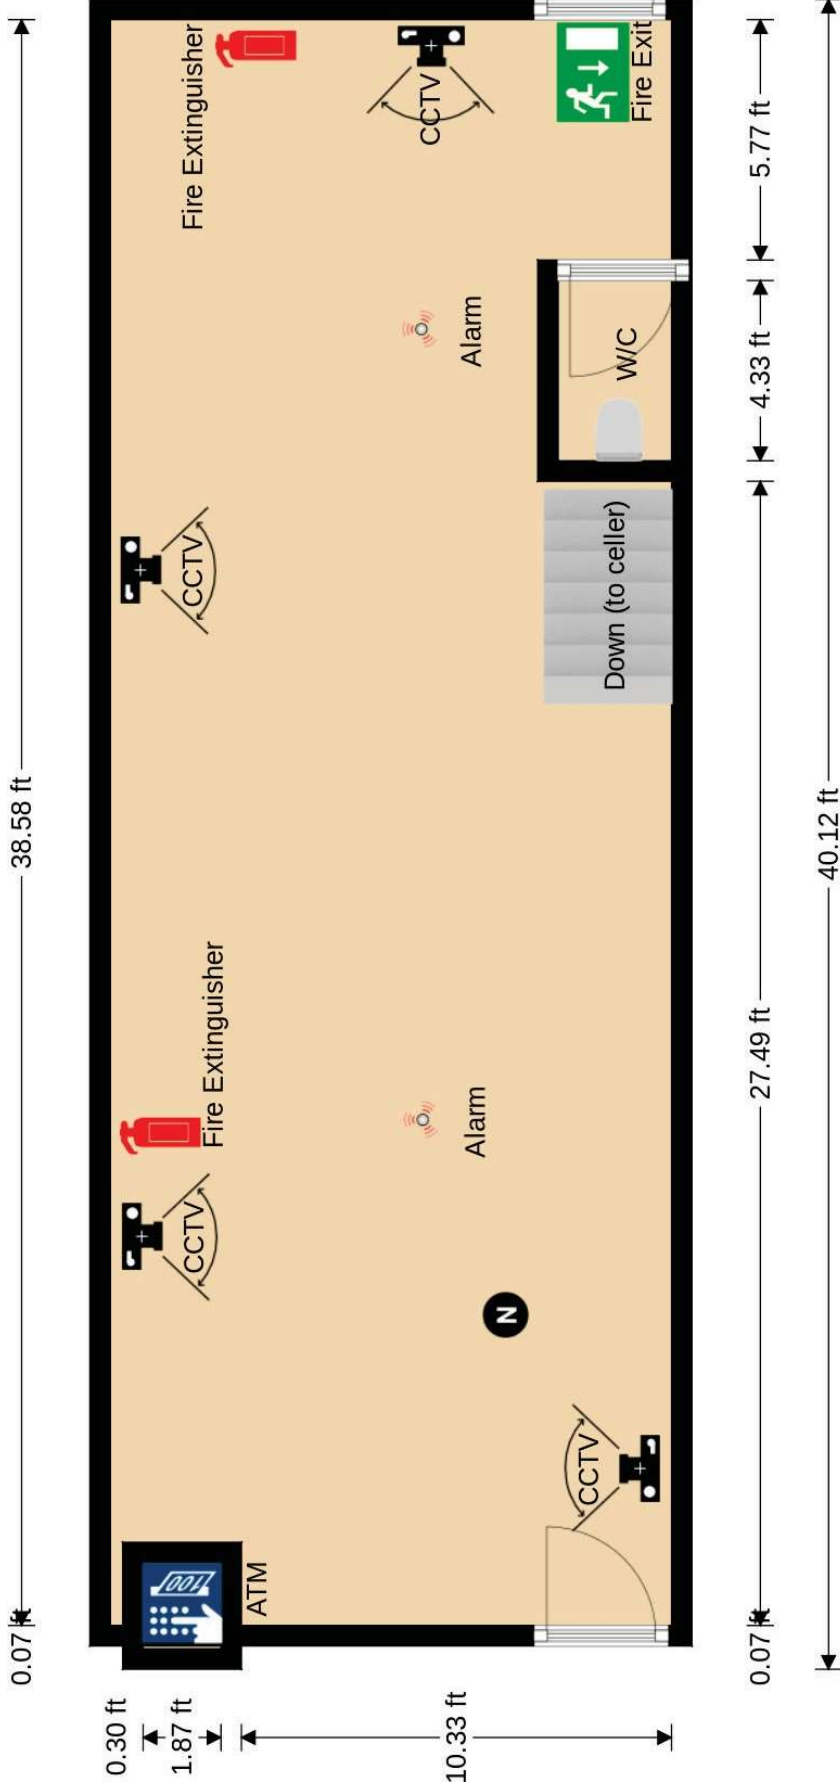 38.58 ft
Fire Extinguisher
CCTV
Fire Exit
5.77 ft
Alarm
W/C
4.33 ft
CCTV
Down (to celler)
40.12 ft
Fire Extinguisher
27.49 ft
Alarm
CCTV
N
CCTV
100
ATM
0.07 ft
0.07 ft
0.30 ft
1.87 ft
10.33 ft